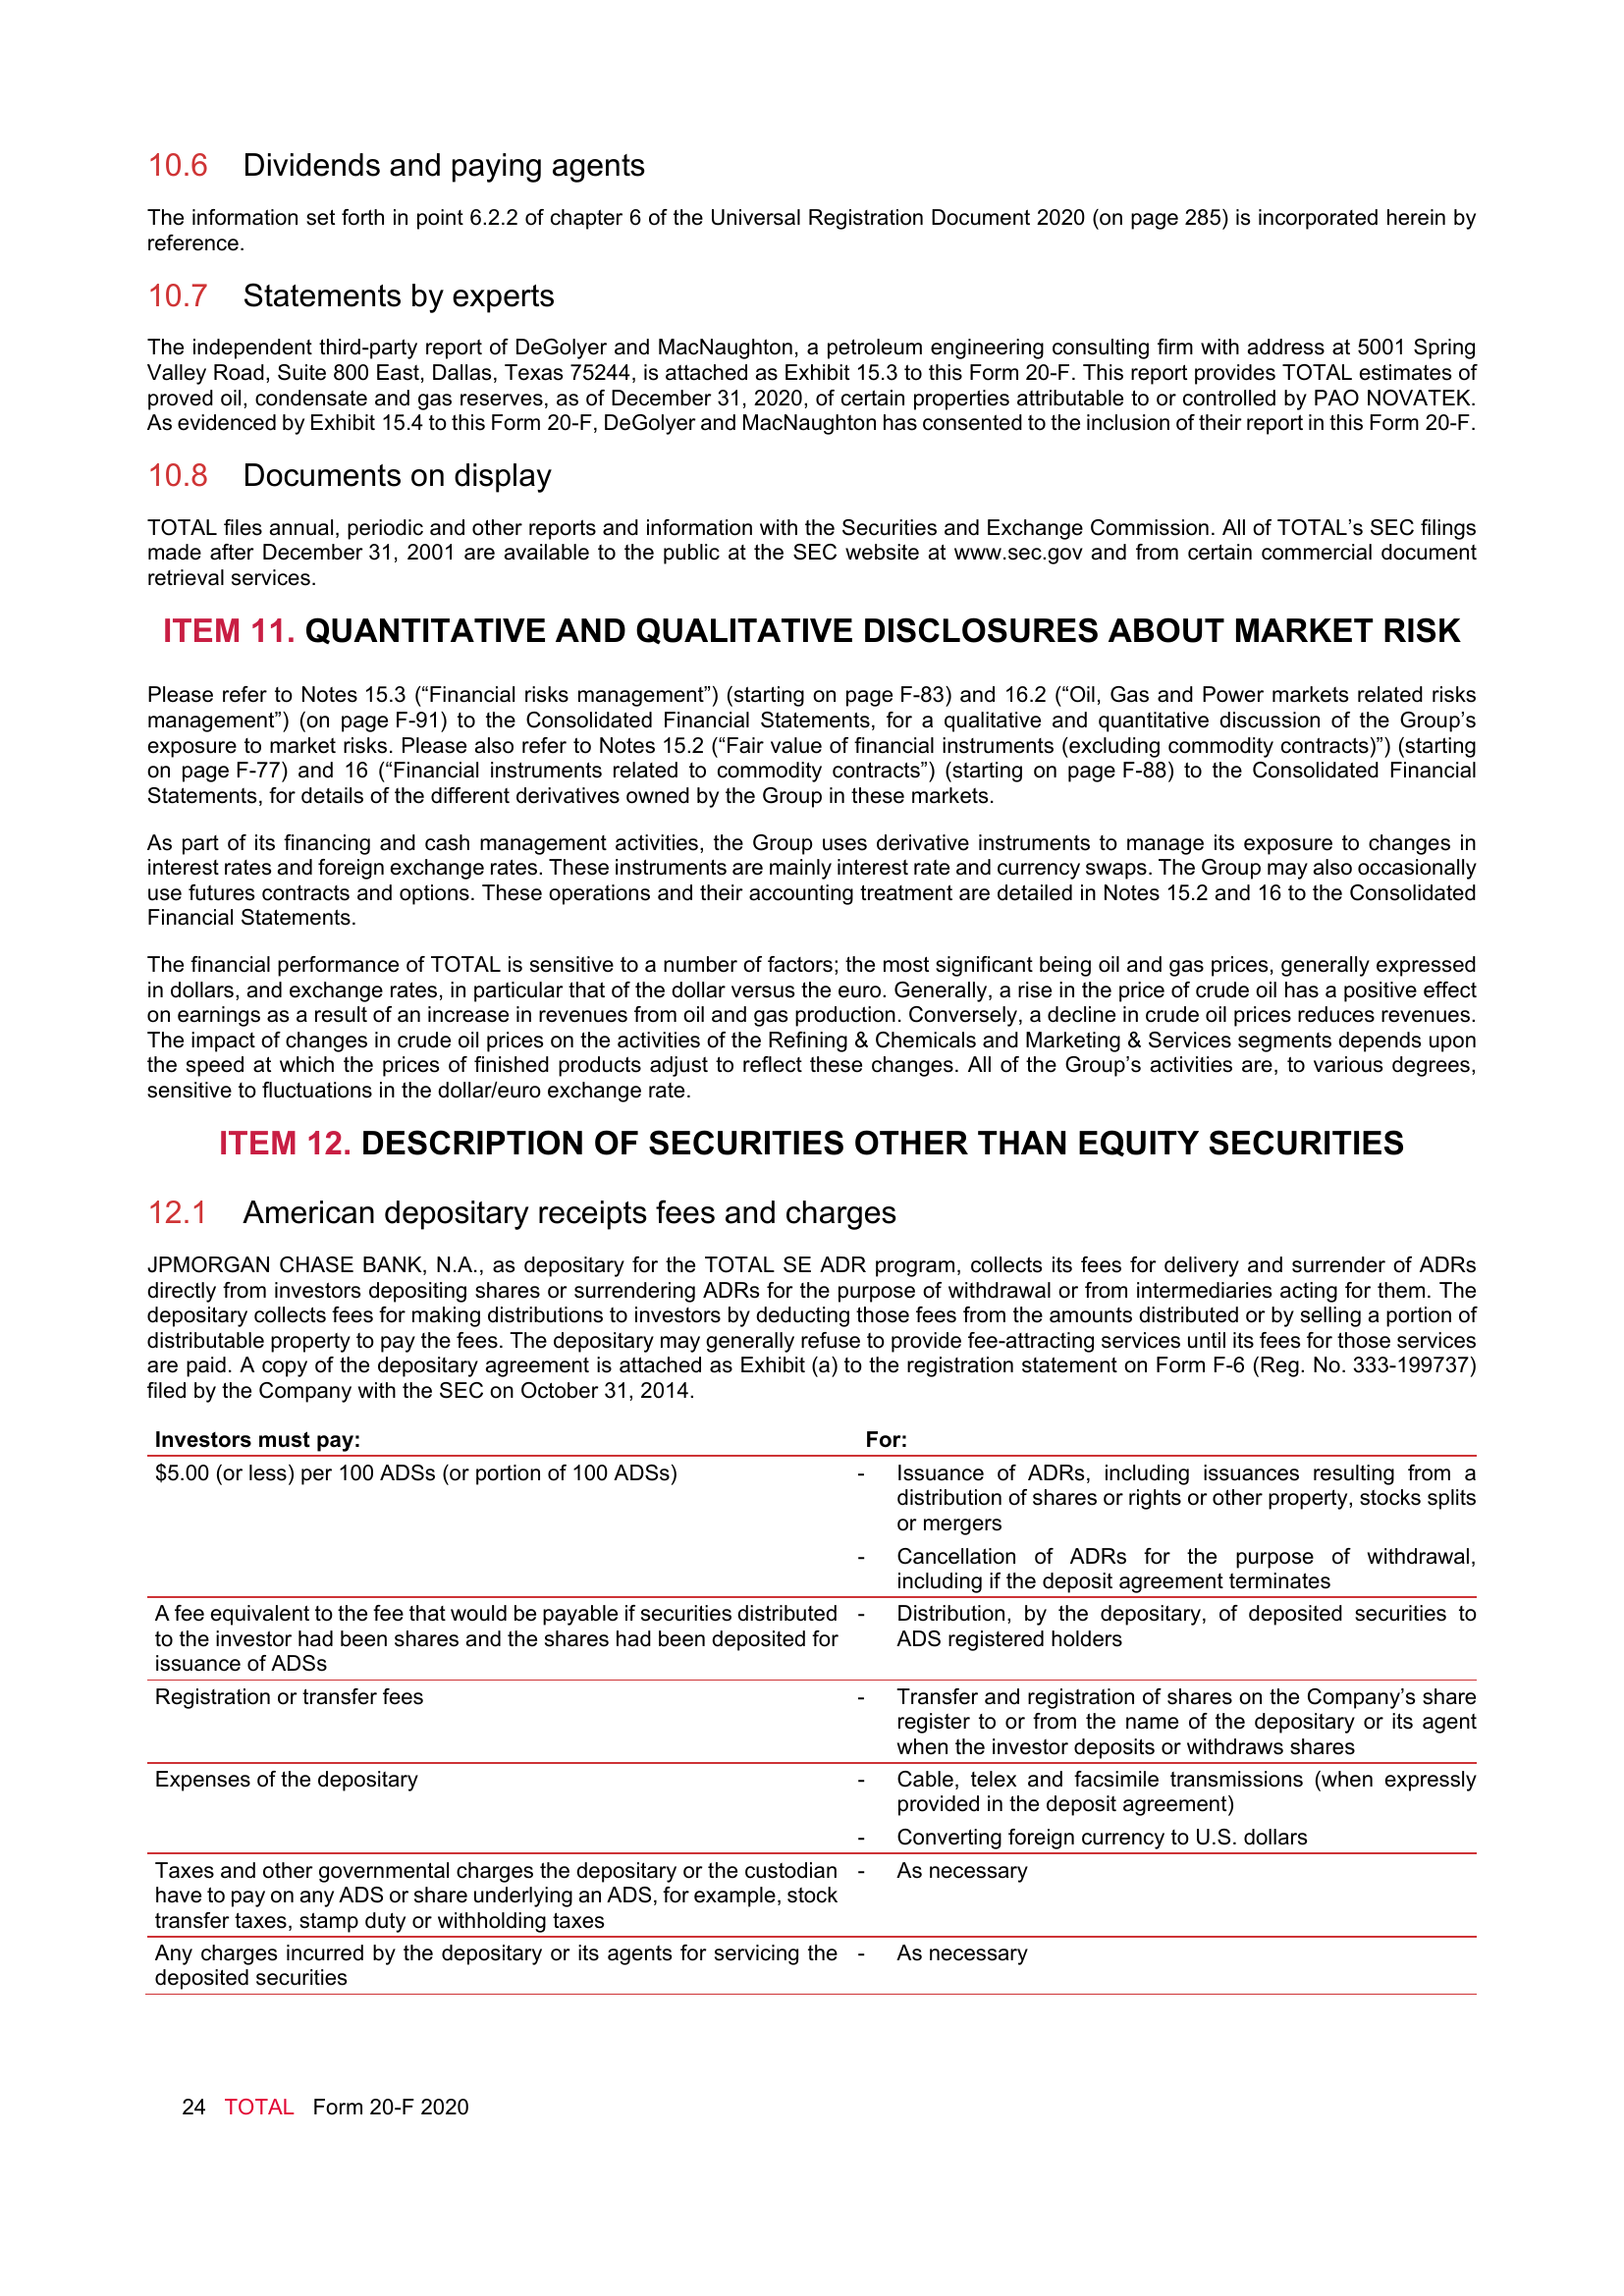 10.6 Dividends and paying agents
The information set forth in point 6.2.2 of chapter 6 of the Universal Registration Document 2020 (on page 285) is incorporated herein by
reference.
10.7 Statements by experts
The independent third-party report of DeGolyer and MacNaughton, a petroleum engineering consulting firm with address at 5001 Spring
Valley Road, Suite 800 East, Dallas, Texas 75244, is attached as Exhibit 15.3 to this Form 20-F. This report provides TOTAL estimates of
proved oil, condensate and gas reserves, as of December 31, 2020, of certain properties attributable to or controlled by PAO NOVATEK.
As evidenced by Exhibit 15.4 to this Form 20-F, DeGolyer and MacNaughton has consented to the inclusion of their report in this Form 20-F.
10.8 Documents on display
TOTAL files annual, periodic and other reports and information with the Securities and Exchange Commission. All of TOTAL’s SEC filings
made after December 31, 2001 are available to the public at the SEC website at www.sec.gov and from certain commercial document
retrieval services.
ITEM 11. QUANTITATIVE AND QUALITATIVE DISCLOSURES ABOUT MARKET RISK
Please refer to Notes 15.3 (“Financial risks management”) (starting on page F-83) and 16.2 (“Oil, Gas and Power markets related risks
management”) (on page F-91) to the Consolidated Financial Statements, for a qualitative and quantitative discussion of the Group’s
exposure to market risks. Please also refer to Notes 15.2 (“Fair value of financial instruments (excluding commodity contracts)”) (starting
on page F-77) and 16 (“Financial instruments related to commodity contracts”) (starting on page F-88) to the Consolidated Financial
Statements, for details of the different derivatives owned by the Group in these markets.
As part of its financing and cash management activities, the Group uses derivative instruments to manage its exposure to changes in
interest rates and foreign exchange rates. These instruments are mainly interest rate and currency swaps. The Group may also occasionally
use futures contracts and options. These operations and their accounting treatment are detailed in Notes 15.2 and 16 to the Consolidated
Financial Statements.
The financial performance of TOTAL is sensitive to a number of factors; the most significant being oil and gas prices, generally expressed
in dollars, and exchange rates, in particular that of the dollar versus the euro. Generally, a rise in the price of crude oil has a positive effect
on earnings as a result of an increase in revenues from oil and gas production. Conversely, a decline in crude oil prices reduces revenues.
The impact of changes in crude oil prices on the activities of the Refining & Chemicals and Marketing & Services segments depends upon
the speed at which the prices of finished products adjust to reflect these changes. All of the Group’s activities are, to various degrees,
sensitive to fluctuations in the dollar/euro exchange rate.
ITEM 12. DESCRIPTION OF SECURITIES OTHER THAN EQUITY SECURITIES
12.1 American depositary receipts fees and charges
JPMORGAN CHASE BANK, N.A., as depositary for the TOTAL SE ADR program, collects its fees for delivery and surrender of ADRs
directly from investors depositing shares or surrendering ADRs for the purpose of withdrawal or from intermediaries acting for them. The
depositary collects fees for making distributions to investors by deducting those fees from the amounts distributed or by selling a portion of
distributable property to pay the fees. The depositary may generally refuse to provide fee-attracting services until its fees for those services
are paid. A copy of the depositary agreement is attached as Exhibit (a) to the registration statement on Form F-6 (Reg. No. 333-199737)
filed by the Company with the SEC on October 31, 2014.
Investors must pay: For:
$5.00 (or less) per 100 ADSs (or portion of 100 ADSs) - Issuance of ADRs, including issuances resulting from a
distribution of shares or rights or other property, stocks splits
or mergers
- Cancellation of ADRs for the purpose of withdrawal,
including if the deposit agreement terminates
A fee equivalent to the fee that would be payable if securities distributed - Distribution, by the depositary, of deposited securities to
to the investor had been shares and the shares had been deposited for ADS registered holders
issuance of ADSs
Registration or transfer fees - Transfer and registration of shares on the Company’s share
register to or from the name of the depositary or its agent
when the investor deposits or withdraws shares
Expenses of the depositary - Cable, telex and facsimile transmissions (when expressly
provided in the deposit agreement)
- Converting foreign currency to U.S. dollars
Taxes and other governmental charges the depositary or the custodian - As necessary
have to pay on any ADS or share underlying an ADS, for example, stock
transfer taxes, stamp duty or withholding taxes
Any charges incurred by the depositary or its agents for servicing the - As necessary
deposited securities
24 TOTAL Form 20-F 2020